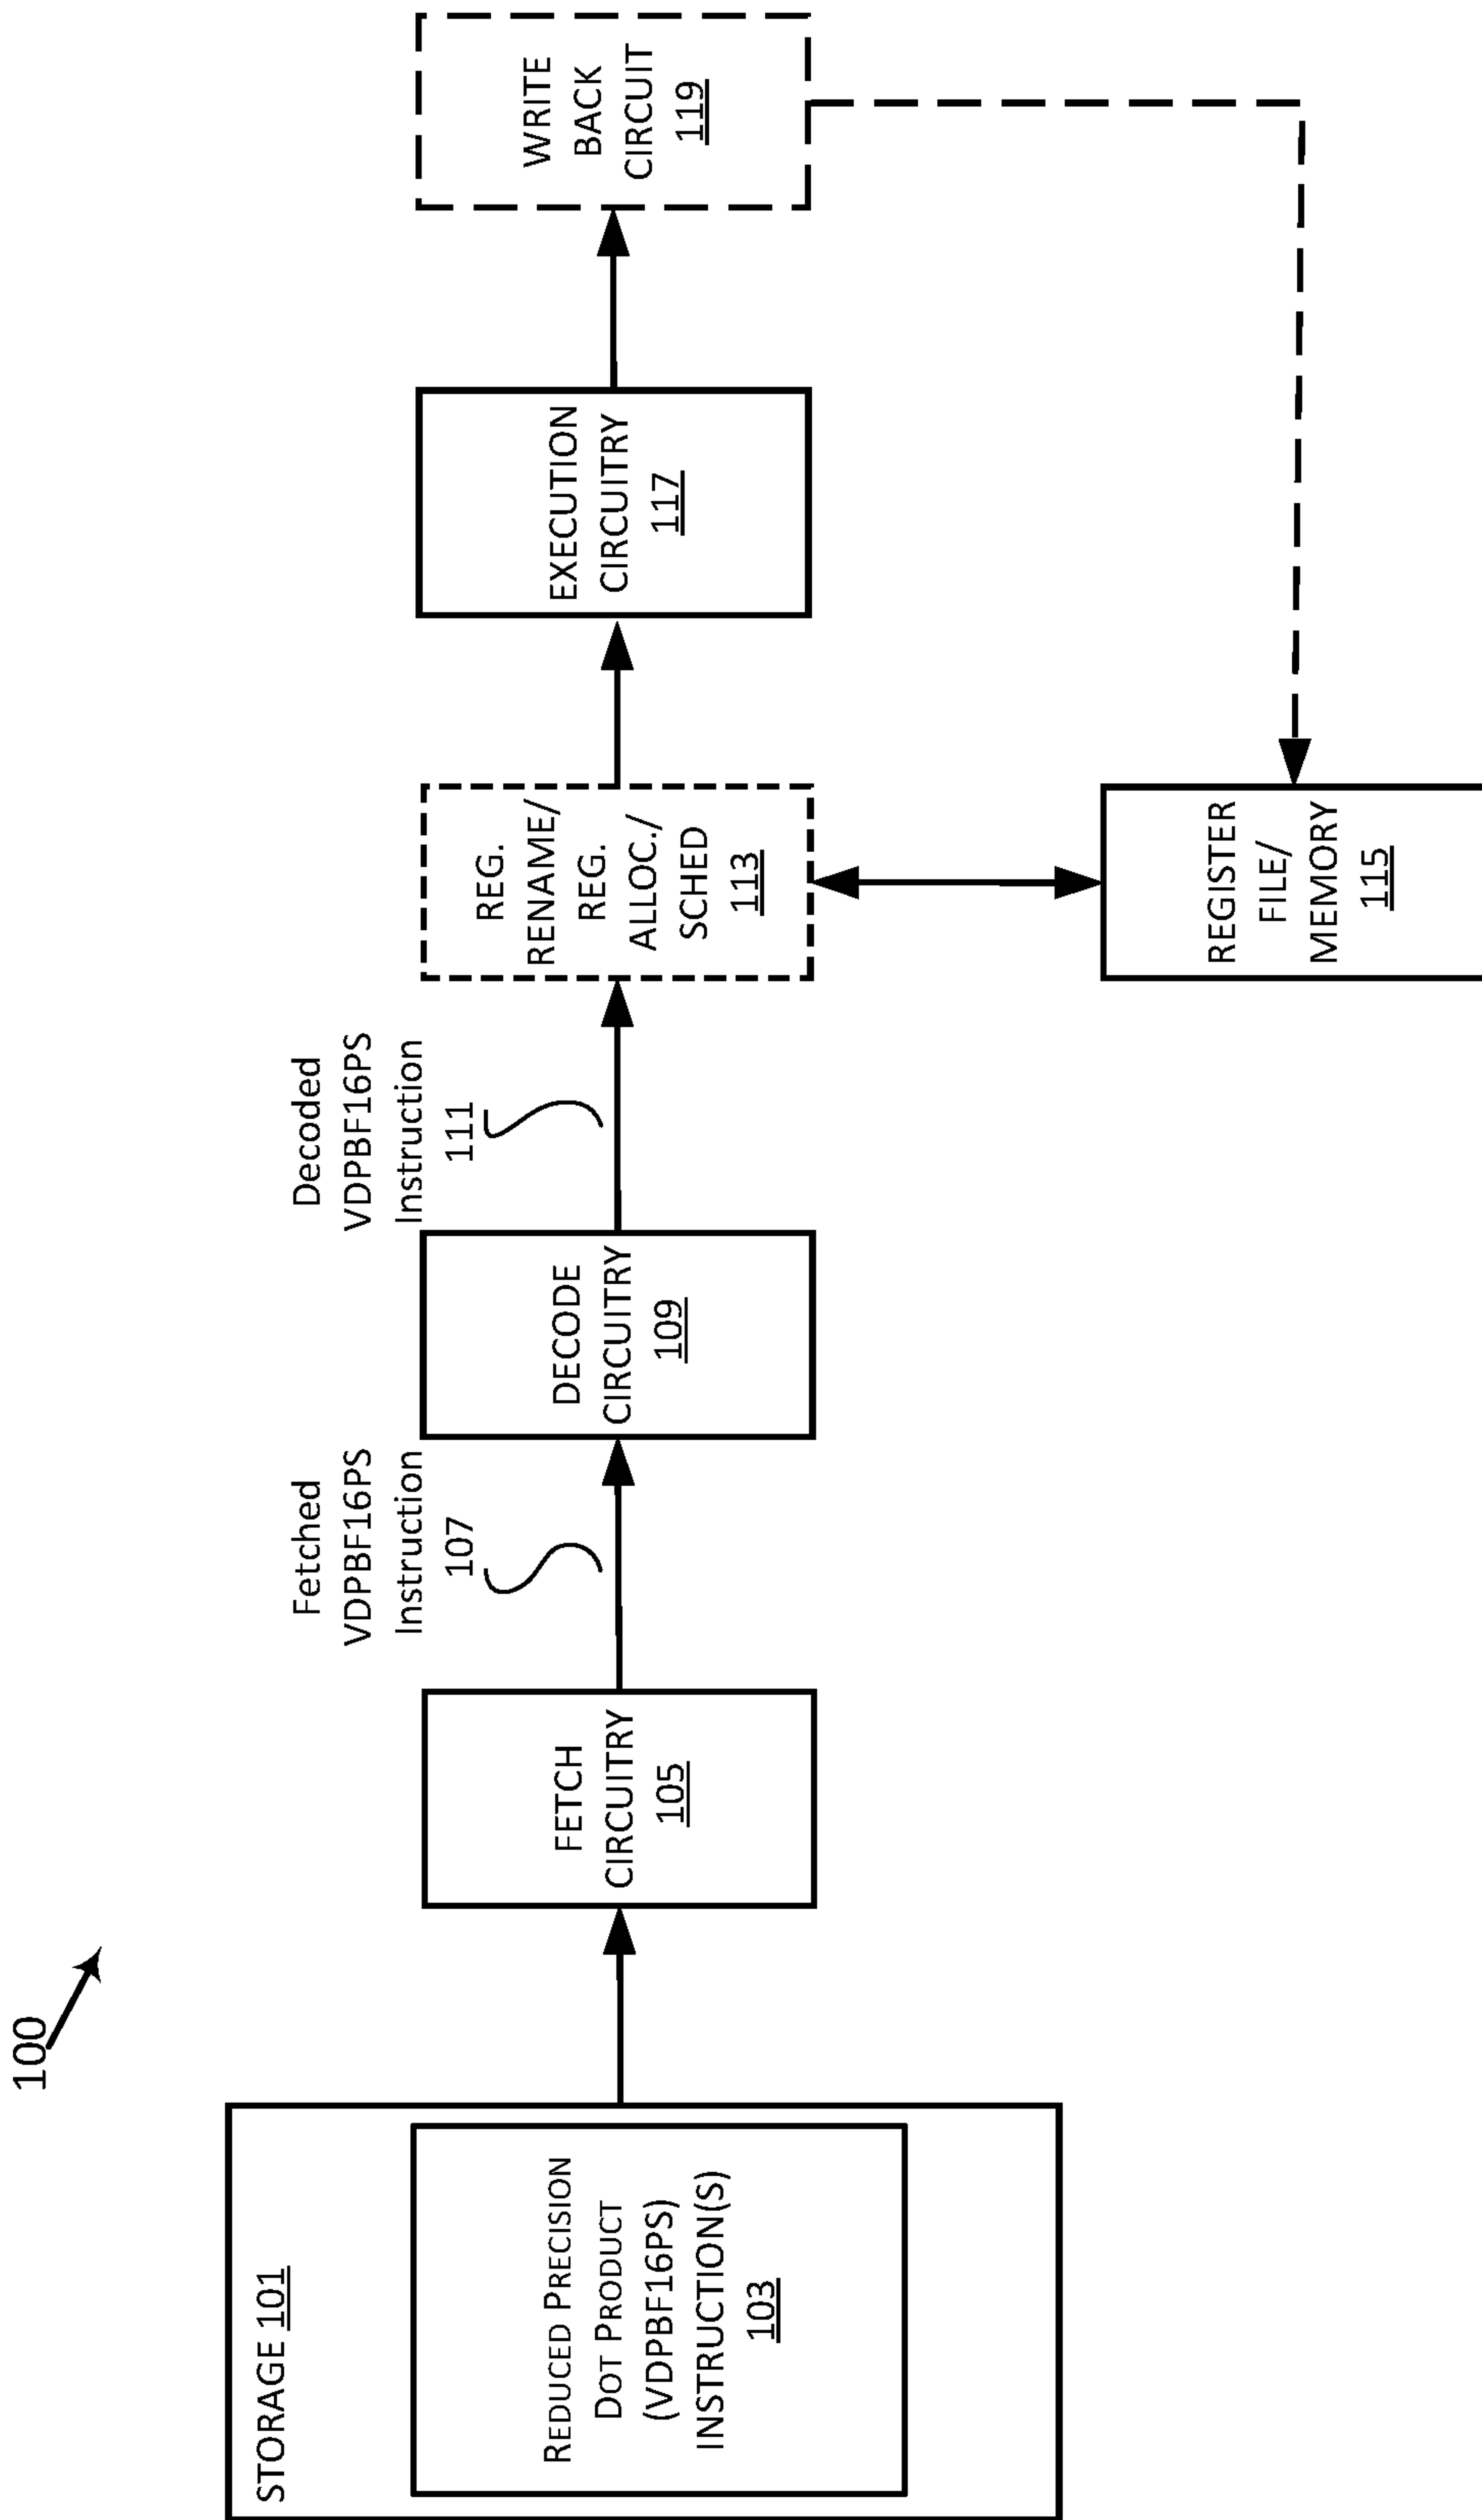 100
STORAGE 101
REDUCED PRECISION
DOT PRODUCT
(VDPBF16PS)
INSTRUCTION(S)
103
FETCH
CIRCUITRY
105
Fetched
VDPBF16PS
Instruction
107
DECODE
CIRCUITRY
109
Decoded
VDPBF16PS
Instruction
111
REG.
RENAME/
REG.
ALLOC./
SCHED
113
EXECUTION
CIRCUITRY
117
WRITE
BACK
CIRCUIT
119
REGISTER
FILE/
MEMORY
115